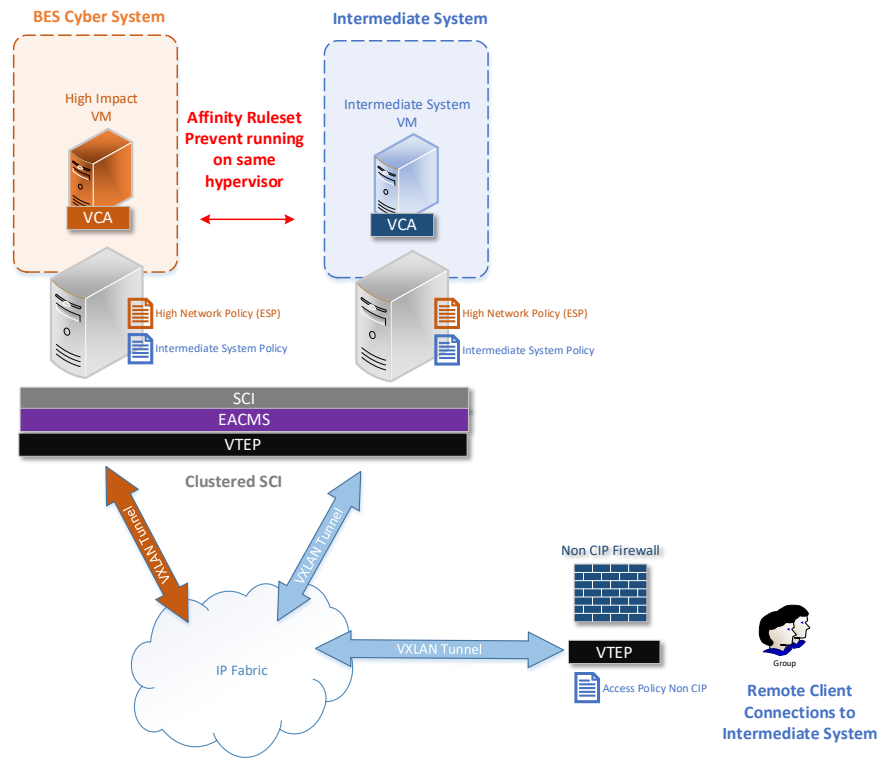 BES Cyber System
Intermediate System
High Impact
VM
Affinity Ruleset
Prevent running
on same
hypervisor
Intermediate System
VM
VCA
VCA
High Network Policy (ESP)
Intermediate System Policy
High Network Policy (ESP)
Intermediate System Policy
SCI
EACMS
VTEP
Clustered SCI
VXLAN Tunnel
VXLAN Tunnel
Non CIP Firewall
IP Fabric
VXLAN Tunnel
VTEP
Access Policy Non CIP
Group
Remote Client
Connections to
Intermediate System